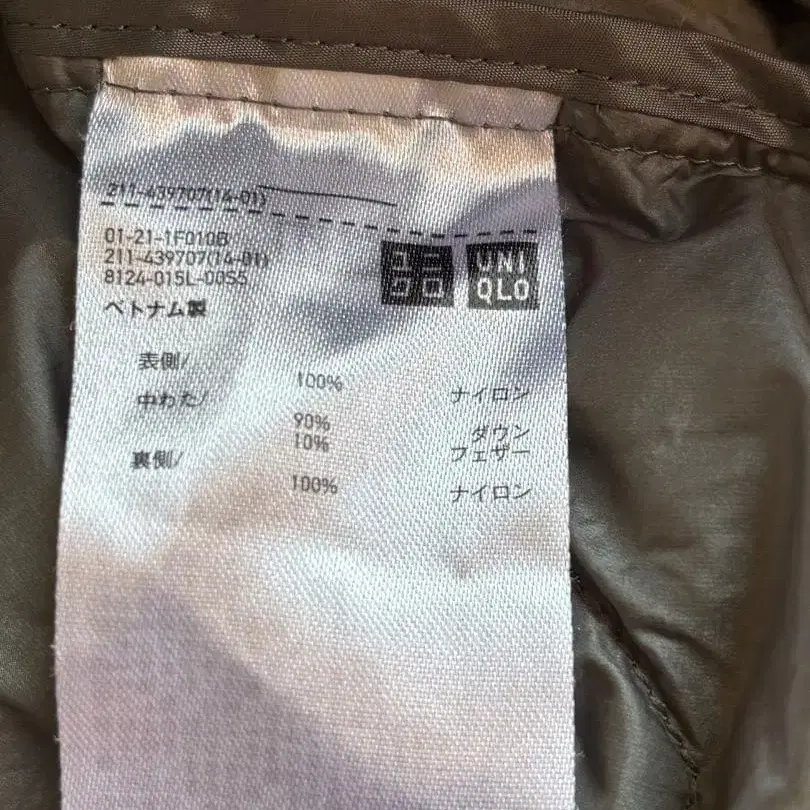 211-439707(14-01)
01-21-1F010B
211-439707(14-01)
8124-015L-00S5
ユニ
クロ
UNI
QLO
ベトナム製
表側/
100% ナイロン
中わた/
90% ダウン
10% フェザー
裏側/
100% ナイロン